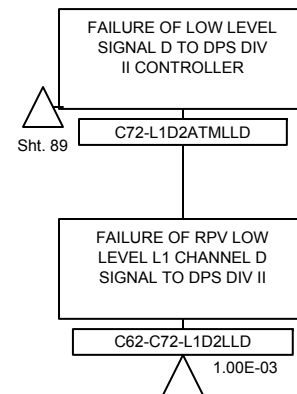 FAILURE OF LOW LEVEL
SIGNAL D TO DPS DIV
II CONTROLLER
Sht. 89
C72-L1D2ATMLLD
FAILURE OF RPV LOW
LEVEL L1 CHANNEL D
SIGNAL TO DPS DIV II
C62-C72-L1D2LLD
1.00E-03